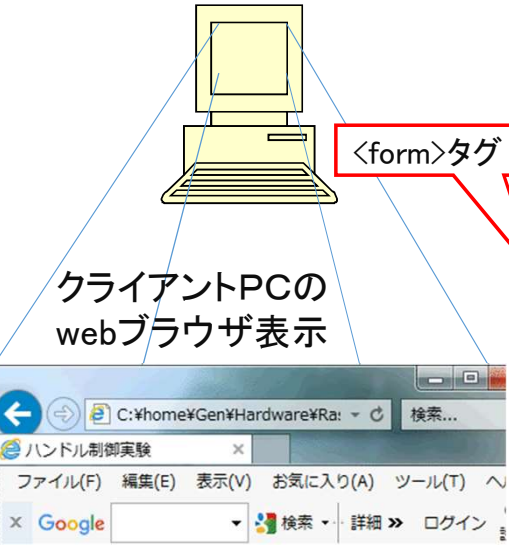 <form>タグ
クライアントPCの
webブラウザ表示
C:¥home¥Gen¥Hardware¥Ra:
検索...
ハンドル制御実験 ×
ファイル(F) 編集(E) 表示(V) お気に入り(A) ツール(T)
× Google 検索 詳細 » ログイン